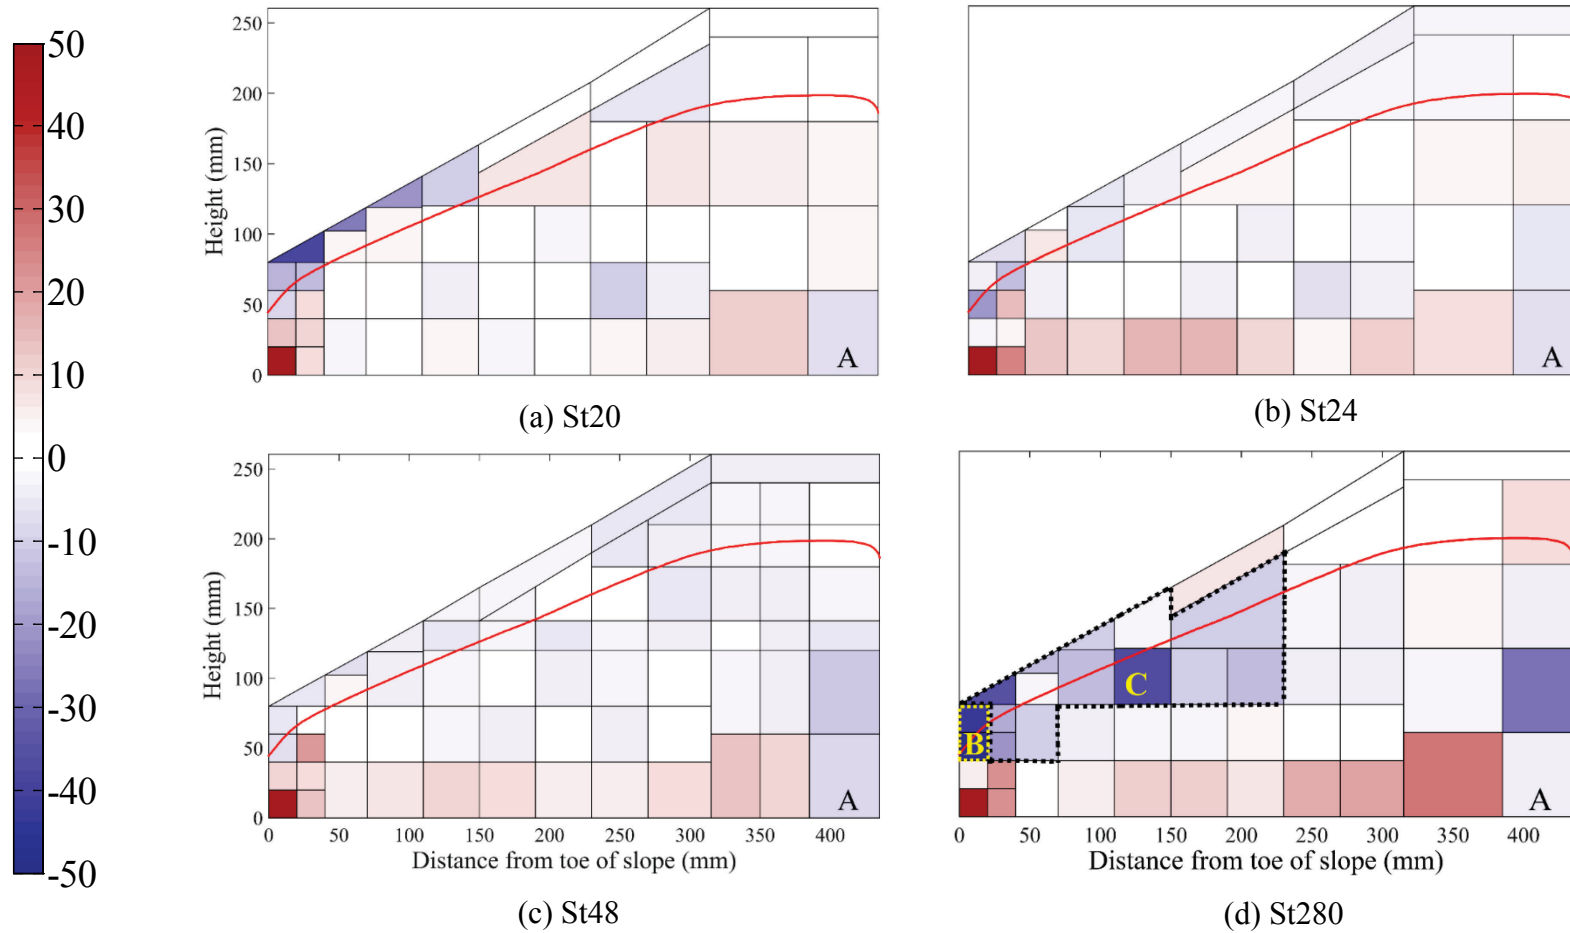 50
40
30
20
10
0
-10
-20
-30
-40
-50
Height (mm)
250
200
150
100
50
0
A
(a) St20
A
(b) St24
Height (mm)
250
200
150
100
50
0
A
0 50 100 150 200 250 300 350 400
Distance from toe of slope (mm)
(c) St48
B
C
A
0 50 100 150 200 250 300 350 400
Distance from toe of slope (mm)
(d) St280